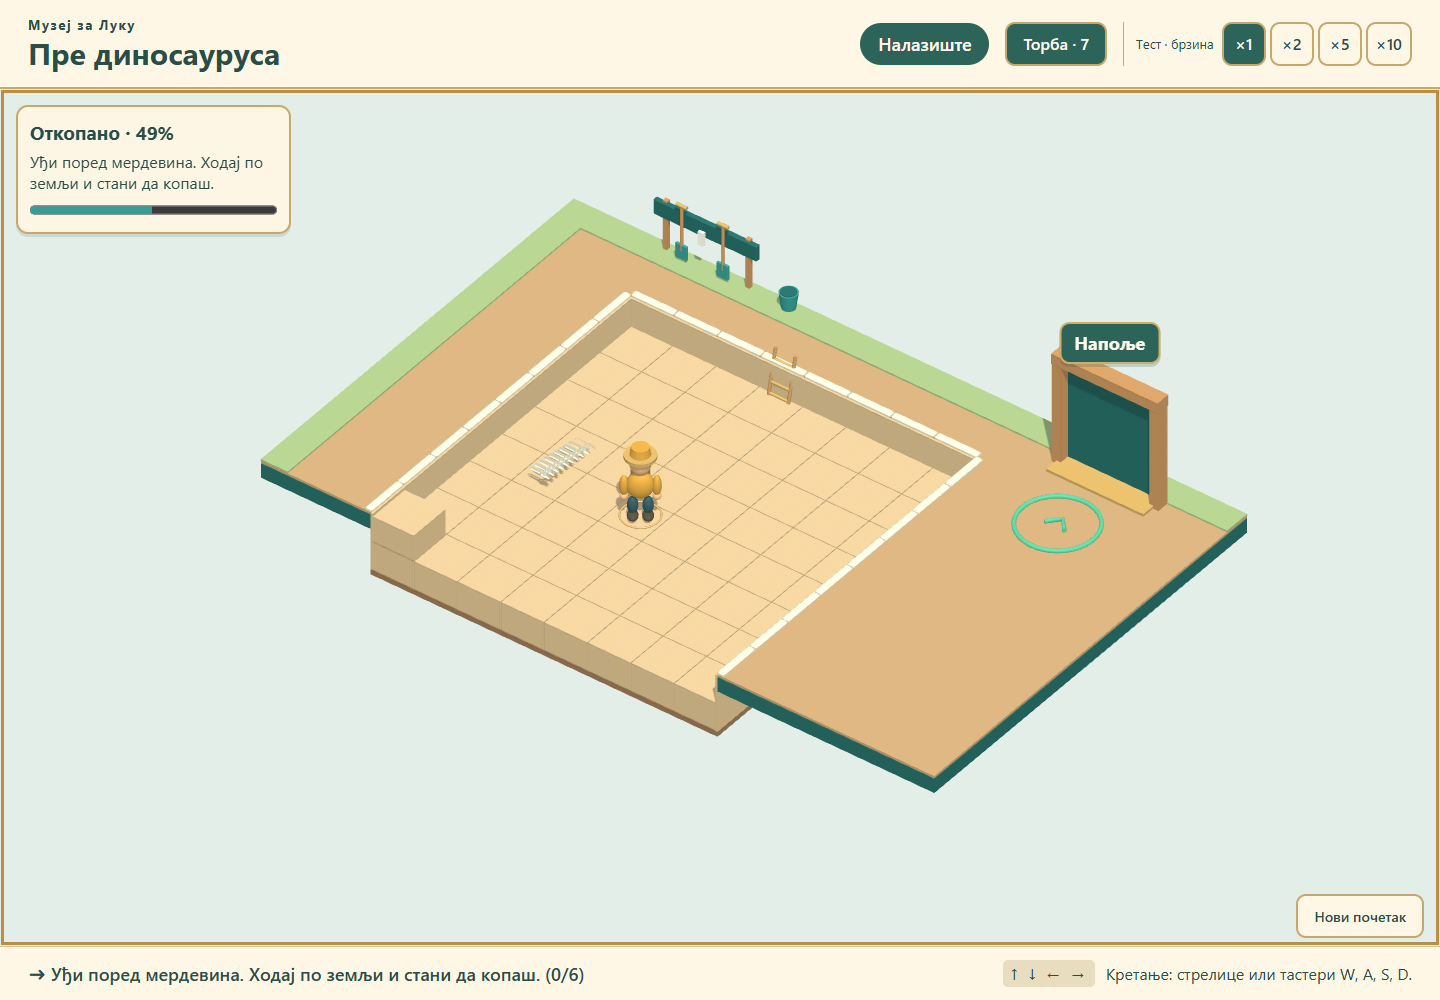 Музеј за Луку
Пре диносауруса
Налазиште
Торба · 7
Тест · брзина
×1
×2
×5
×10
Откопано · 49%
Уђи поред мердевина. Ходај по
земљи и стани да копаш.
Напоље
Нови почетак
→ Уђи поред мердевина. Ходај по земљи и стани да копаш. (0/6)
↑ ↓ ← → Кретање: стрелице или тастери W, A, S, D.